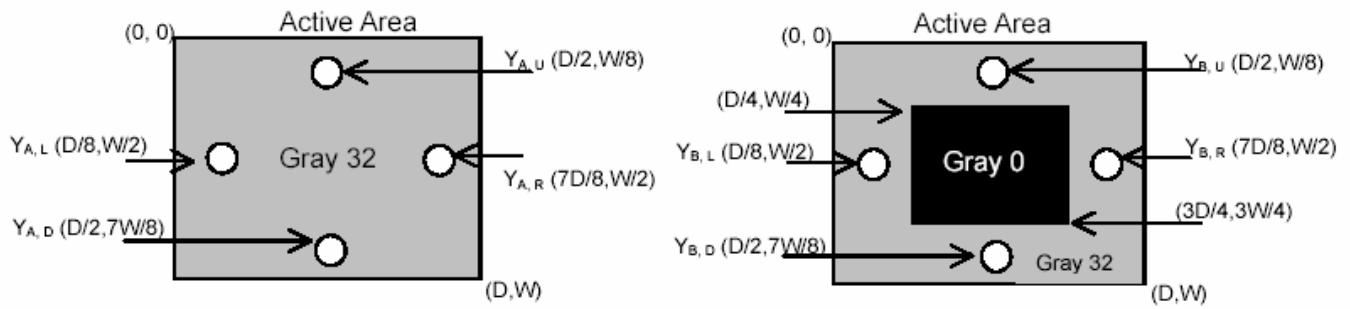 Active Area
(0, 0)
YA, U (D/2,W/8)
YA, L (D/8,W/2)
Gray 32
YA, R (7D/8,W/2)
YA, D (D/2,7W/8)
(D,W)
Active Area
(0, 0)
YB, U (D/2,W/8)
(D/4,W/4)
YB, L (D/8,W/2)
Gray 0
YB, R (7D/8,W/2)
(3D/4,3W/4)
YB, D (D/2,7W/8)
Gray 32
(D,W)